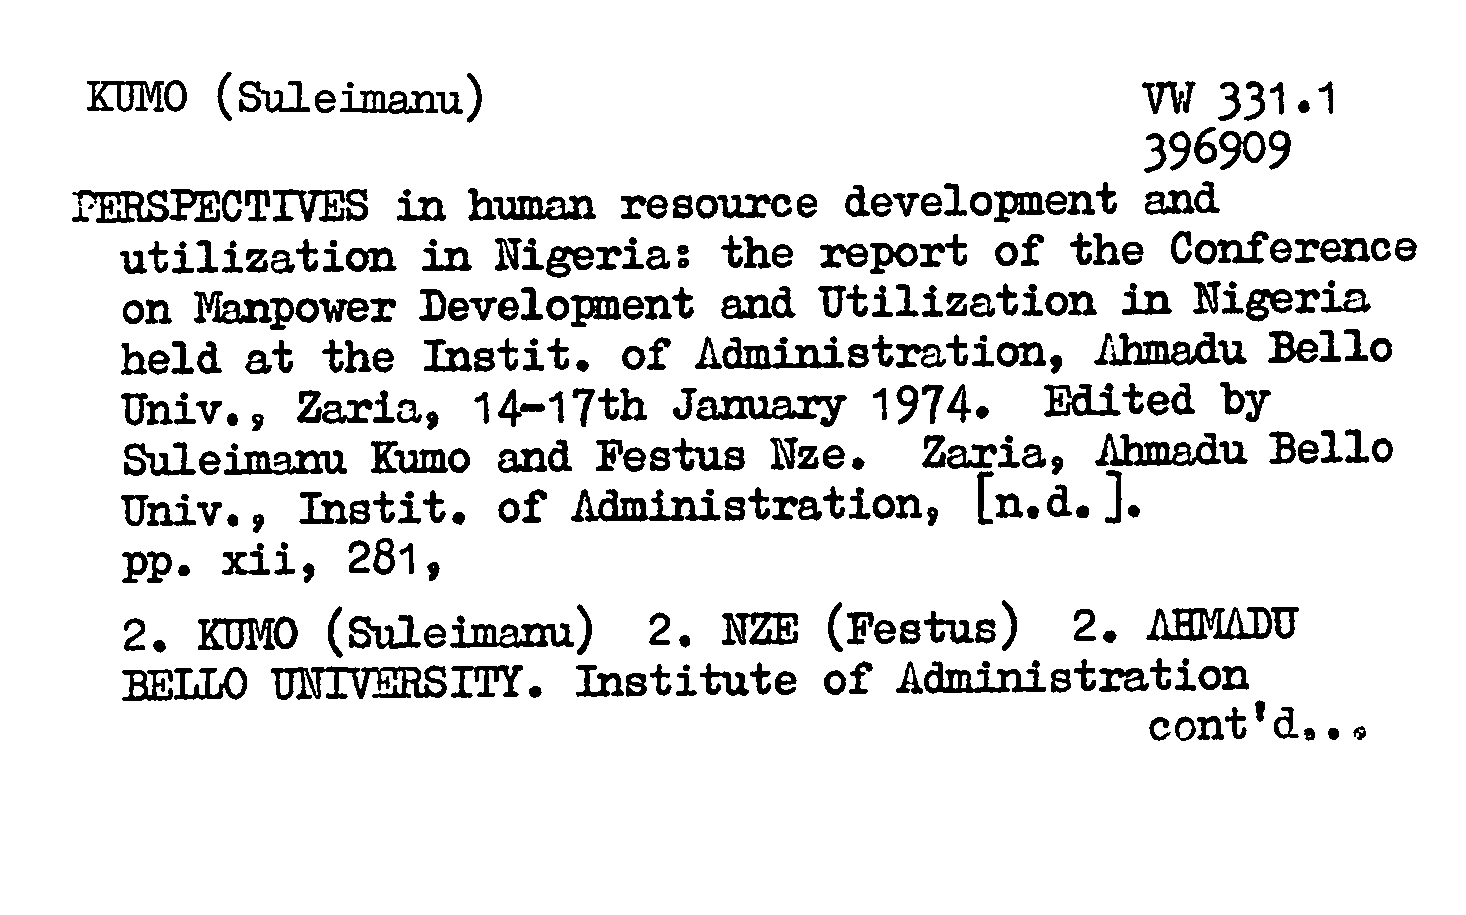 KUMO (Suleimanu) VW 331.1
396909
PERSPECTIVES in human resource development and
utilization in Nigeria: the report of the Conference
on Manpower Development and Utilization in Nigeria
held at the Instit. of Administration, Ahmadu Bello
Univ., Zaria, 14-17th January 1974. Edited by
Suleimanu Kumo and Festus Nze. Zaria, Ahmadu Bello
Univ., Instit. of Administration, [n.d.].
pp. xii, 281,
2. KUMO (Suleimanu) 2. NZE (Festus) 2. AHMADU
BELLO UNIVERSITY. Institute of Administration
cont'd...